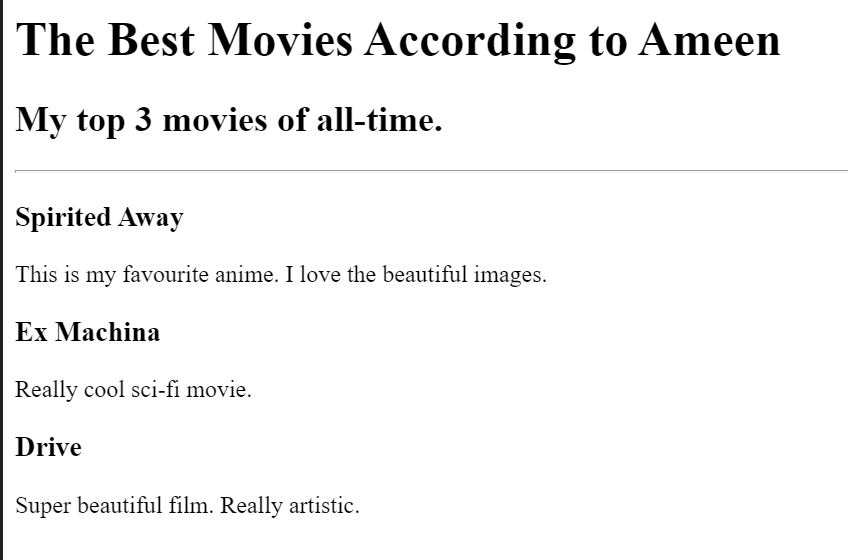 The Best Movies According to Ameen
My top 3 movies of all-time.
Spirited Away
This is my favourite anime. I love the beautiful images.
Ex Machina
Really cool sci-fi movie.
Drive
Super beautiful film. Really artistic.